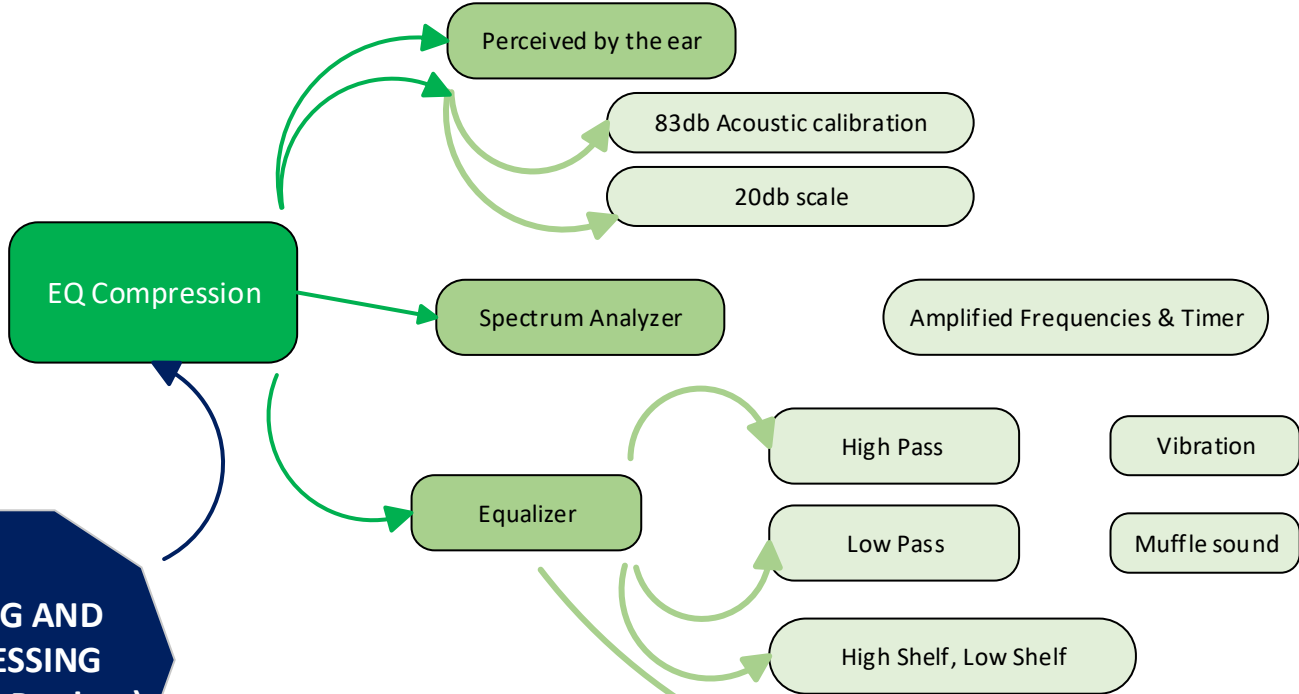 Perceived by the ear
83db Acoustic calibration
20db scale
EQ Compression
Spectrum Analyzer
Amplified Frequencies & Timer
High Pass
Vibration
Equalizer
Low Pass
Muffle sound
G AND
ESSING
High Shelf, Low Shelf